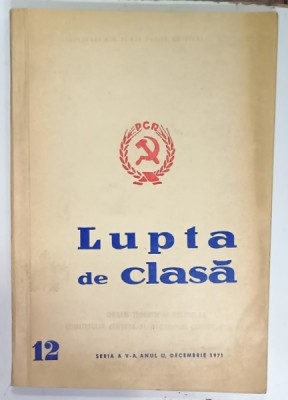 PCR
Lupta
de clasă
12
SERIA A V-A, ANUL LI, DECEMBRIE 1971